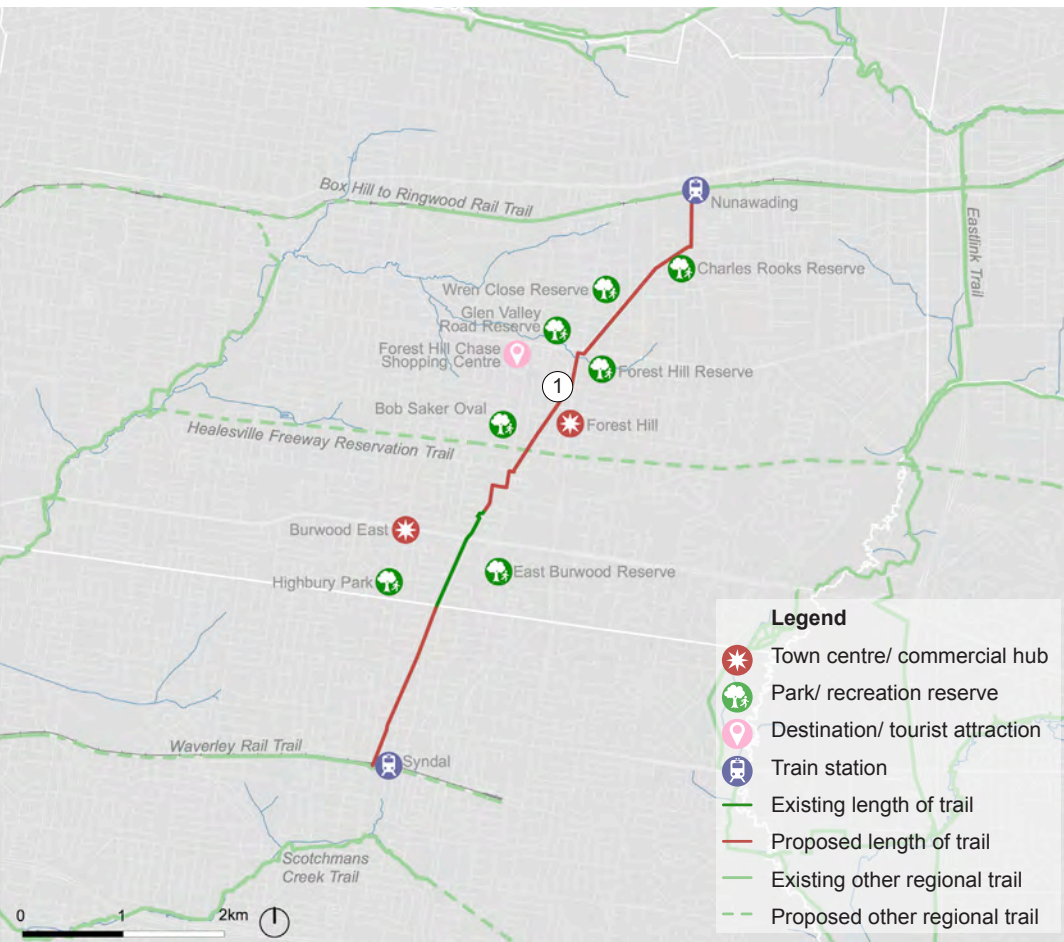 Box Hill to Ringwood Rail Trail
Nunawading
Eastlink Trail
Charles Rooks Reserve
Wren Close Reserve
Glen Valley
Road Reserve
Forest Hill Chase
Shopping Centre
Forest Hill Reserve
1
Bob Saker Oval
Forest Hill
Healesville Freeway Reservation Trail
Burwood East
East Burwood Reserve
Highbury Park
Waverley Rail Trail
Syndal
Scotchmans
Creek Trail
0 1 2km
Legend
Town centre/ commercial hub
Park/ recreation reserve
Destination/ tourist attraction
Train station
Existing length of trail
Proposed length of trail
Existing other regional trail
Proposed other regional trail